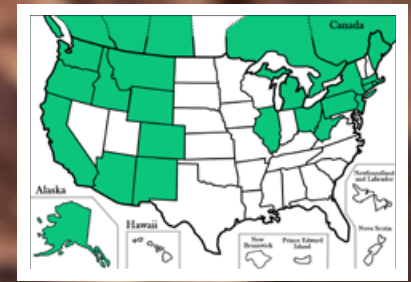 Canada
Alaska
Hawaii
New
Brunswick
Prince Edward
Island
Newfoundland
and Labrador
Nova Scotia